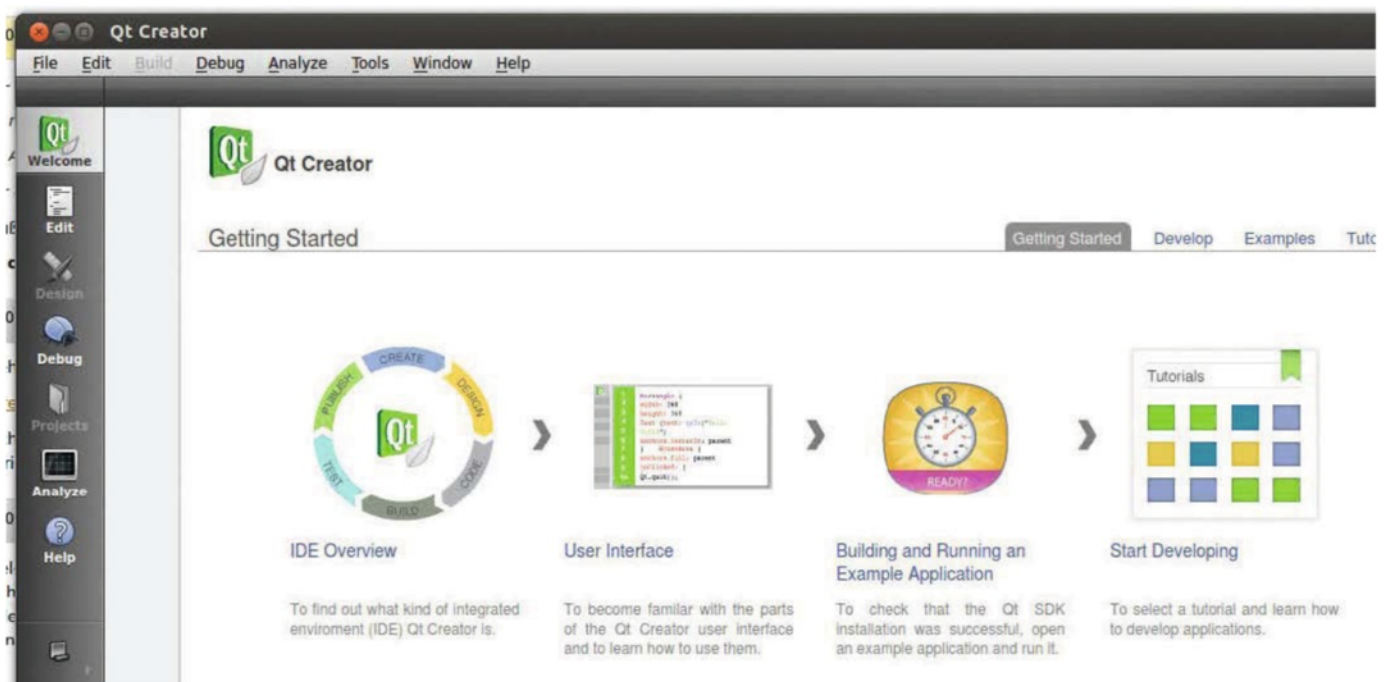 Qt Creator
File Edit Build Debug Analyze Tools Window Help
Qt
Welcome
Edit
Design
Debug
Projects
Analyze
Help
Qt Qt Creator
Getting Started
Getting Started Develop Examples
CREATE
DESIGN
CODE
BUILD
TEST
PUBLISH
Qt
READY?
Tutorials
IDE Overview
To find out what kind of integrated
enviroment (IDE) Qt Creator is.
User Interface
To become familar with the parts
of the Qt Creator user interface
and to learn how to use them.
Building and Running an
Example Application
To check that the Qt SDK
installation was successful, open
an example application and run it.
Start Developing
To select a tutorial and learn how
to develop applications.